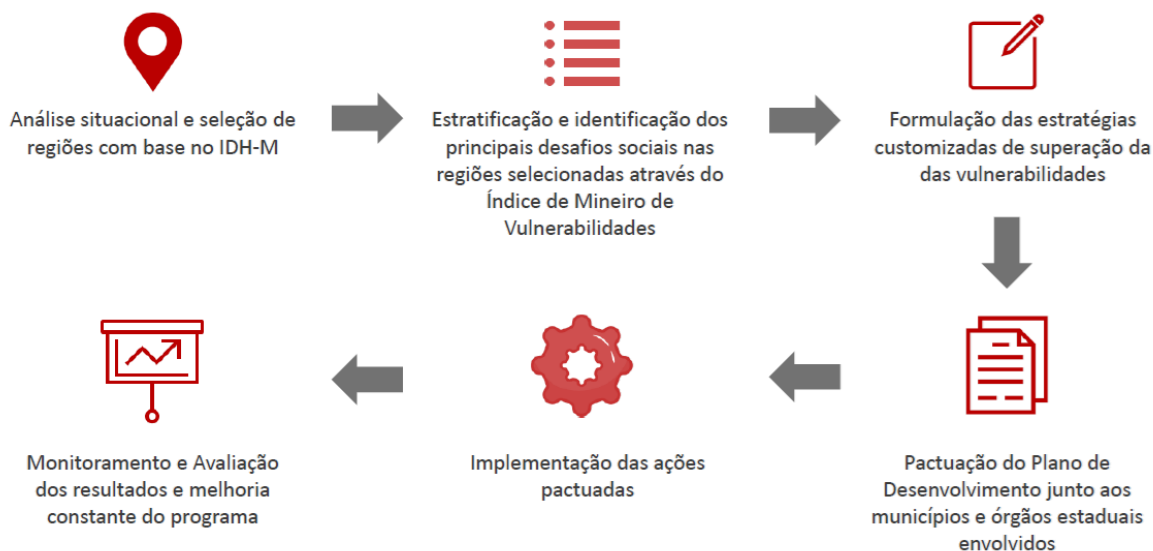 Análise situacional e seleção de
regiões com base no IDH-M
Estratificação e identificação dos
principais desafios sociais nas
regiões selecionadas através do
Índice de Mineiro de
Vulnerabilidades
Formulação das estratégias
customizadas de superação da
das vulnerabilidades
Pactuação do Plano de
Desenvolvimento junto aos
municípios e órgãos estaduais
envolvidos
Implementação das ações
pactuadas
Monitoramento e Avaliação
dos resultados e melhoria
constante do programa